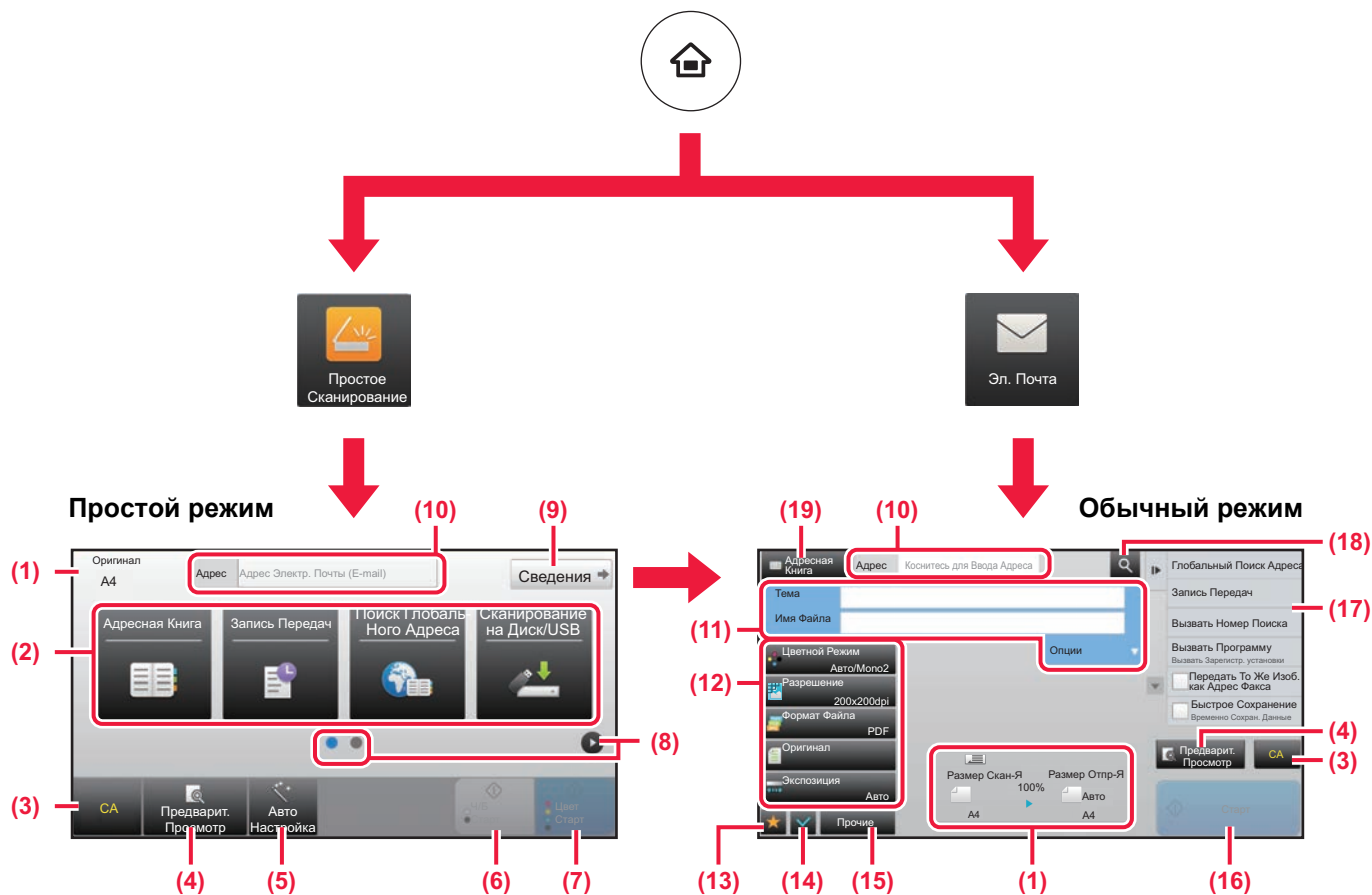 Простое
Сканирование
Эл. Почта
Простой режим
(10)
(9)
(1)
Оригинал
A4
Адрес
Адрес Электр. Почты (E-mail)
Сведения
(2)
Адресная Книга
Запись Передач
Поиск Глобаль
Ного Адреса
Сканирование
на Диск/USB
(8)
(3)
CA
Предварит.
Просмотр
Авто
Настройка
Ч/Б
Старт
Цвет
Старт
(4)
(5)
(6)
(7)
Обычный режим
(19)
(10)
(18)
Адресная
Книга
Адрес
Коснитесь для Ввода Адреса
(11)
Тема
Имя Файла
Опции
(12)
Цветной Режим
Авто/Mono2
Разрешение
200x200dpi
Формат Файла
PDF
Оригинал
Экспозиция
Авто
Прочие
Размер Скан-Я
A4
100%
Размер Отпр-Я
Авто
A4
Глобальный Поиск Адреса
Запись Передач
(17)
Вызвать Номер Поиска
Вызвать Программу
Вызвать Зарегистр. установки
Передать То Же Изоб.
как Адрес Факса
Быстрое Сохранение
Временно Сохран. Данные
(4)
Предварит.
Просмотр
CA
(3)
Старт
(13)
(14)
(15)
(1)
(16)